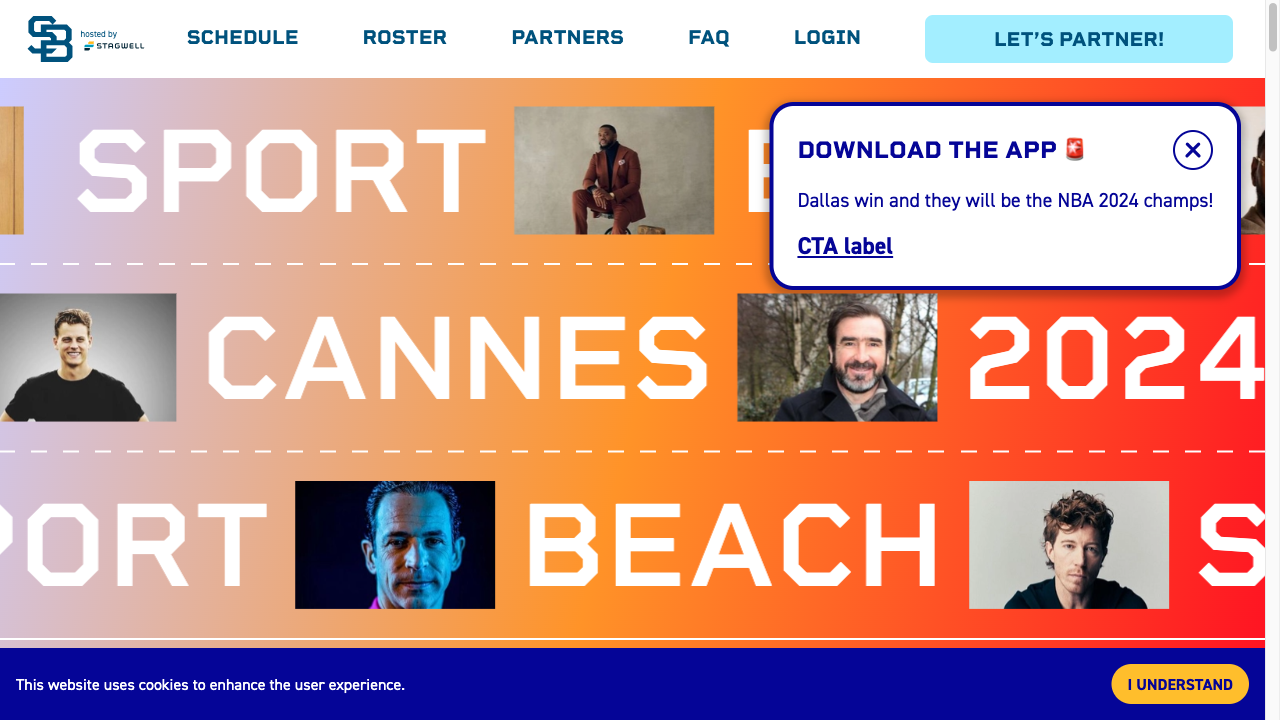 SB hosted by STAGWELL
SCHEDULE ROSTER PARTNERS FAQ LOGIN LET'S PARTNER!
SPORT
DOWNLOAD THE APP 🚨
Dallas win and they will be the NBA 2024 champs!
CTA label
CANNES 2024
PORT BEACH S
This website uses cookies to enhance the user experience.
I UNDERSTAND